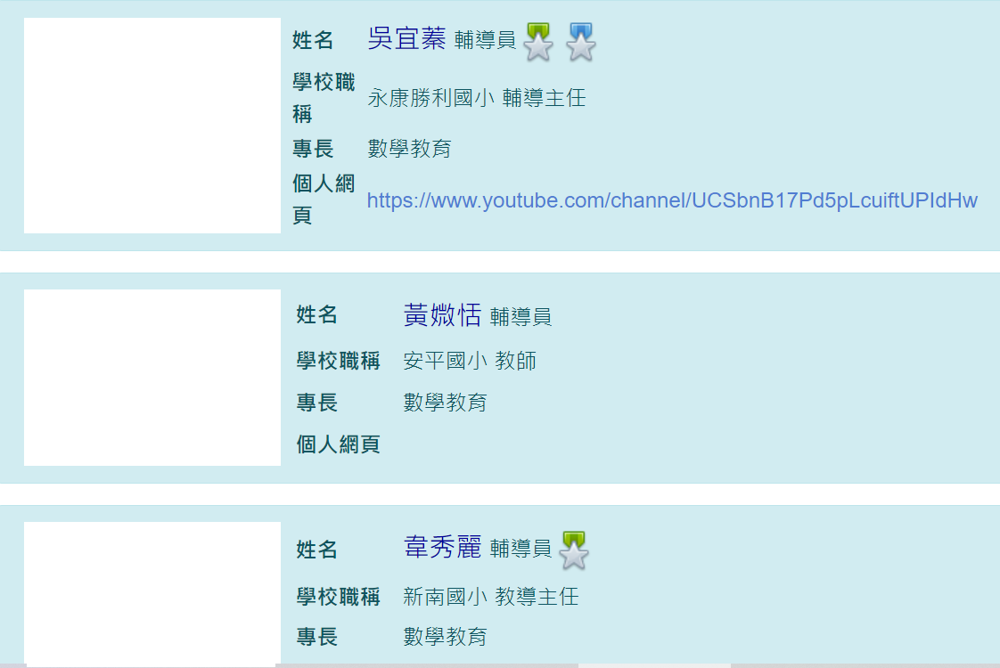 姓名 吳宜蓁 輔導員
學校職稱 永康勝利國小 輔導主任
專長 數學教育
個人網頁 https://www.youtube.com/channel/UCSbnB17Pd5pLcuiftUPIdHw
姓名 黃媺恬 輔導員
學校職稱 安平國小 教師
專長 數學教育
個人網頁
姓名 韋秀麗 輔導員
學校職稱 新南國小 教導主任
專長 數學教育